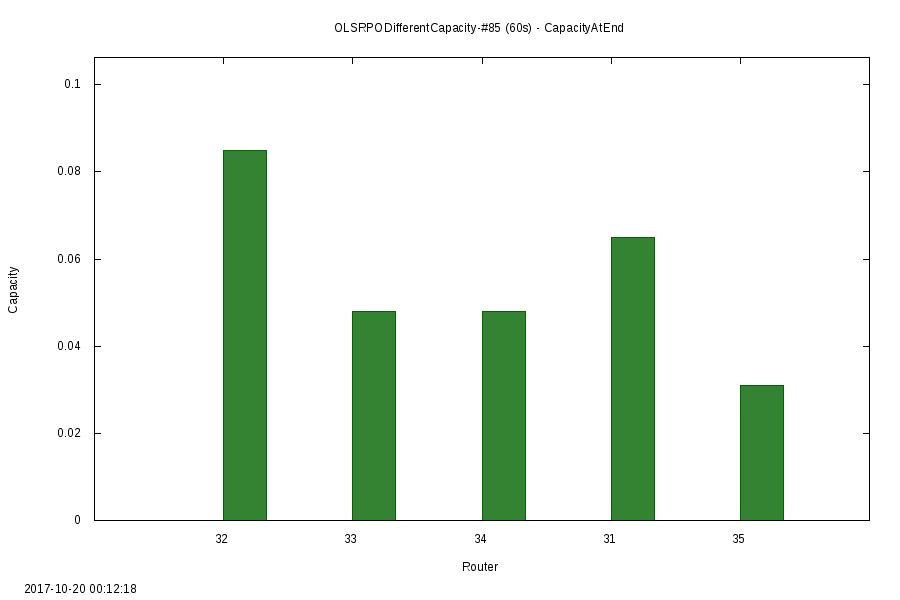 OLSRPODifferentCapacity-#85 (60s) - CapacityAtEnd
0.1
0.08
0.06
0.04
0.02
0
Capacity
32 33 34 31 35
Router
2017-10-20 00:12:18